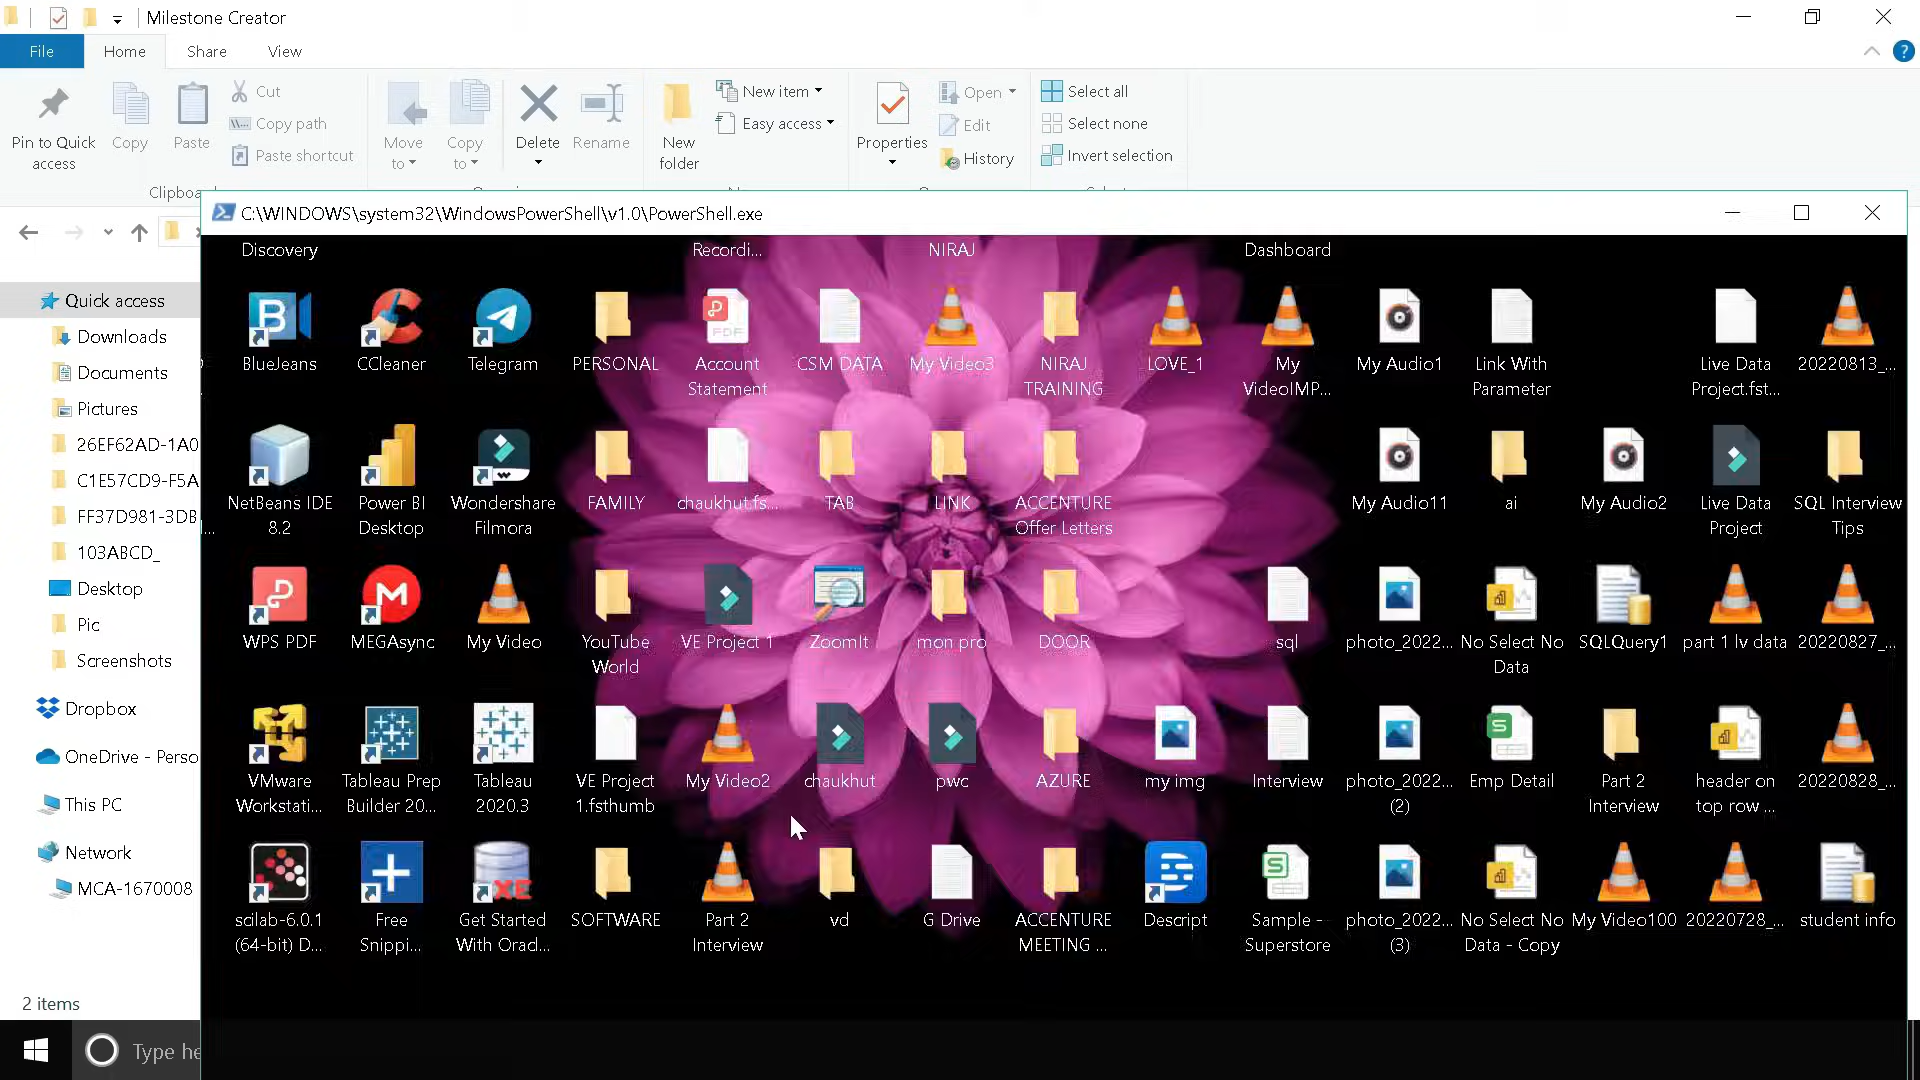 Milestone Creator
File Home Share View
Pin to Quick access
Copy
Paste
Cut
Copy path
Paste shortcut
Move to
Copy to
Delete
Rename
New folder
New item
Easy access
Properties
Open
Edit
History
Select all
Select none
Invert selection
C:\WINDOWS\system32\WindowsPowerShell\v1.0\PowerShell.exe
Quick access
Downloads
Documents
Pictures
26EF62AD-1A0
C1E57CD9-F5A
FF37D981-3DB
103ABCD_
Desktop
Pic
Screenshots
Dropbox
OneDrive - Perso
This PC
Network
MCA-1670008
2 items
Discovery
Recordi...
NIRAJ
Dashboard
BlueJeans
CCleaner
Telegram
PERSONAL
Account Statement
CSM DATA
My Video3
NIRAJ TRAINING
LOVE_1
My VideoIMP...
My Audio1
Link With Parameter
Live Data Project.fst...
20220813_...
NetBeans IDE 8.2
Power BI Desktop
Wondershare Filmora
FAMILY
chaukhut.fs...
TAB
LINK
ACCENTURE Offer Letters
My Audio11
ai
My Audio2
Live Data Project
SQL Interview Tips
WPS PDF
MEGAsync
My Video
YouTube World
VE Project 1
ZoomIt
mon pro
DOOR
sql
photo_2022...
No Select No Data
SQLQuery1
part 1 lv data
20220827_...
VMware Workstati...
Tableau Prep Builder 20...
Tableau 2020.3
VE Project 1.fsthumb
My Video2
chaukhut
pwc
AZURE
my img
Interview
photo_2022... (2)
Emp Detail
Part 2 Interview
header on top row ...
20220828_...
scilab-6.0.1 (64-bit) D...
Free Snippi...
Get Started With Oracl...
SOFTWARE
Part 2 Interview
vd
G Drive
ACCENTURE MEETING ...
Descript
Sample - Superstore
photo_2022... (3)
No Select No Data - Copy
My Video100
20220728_...
student info
Type he